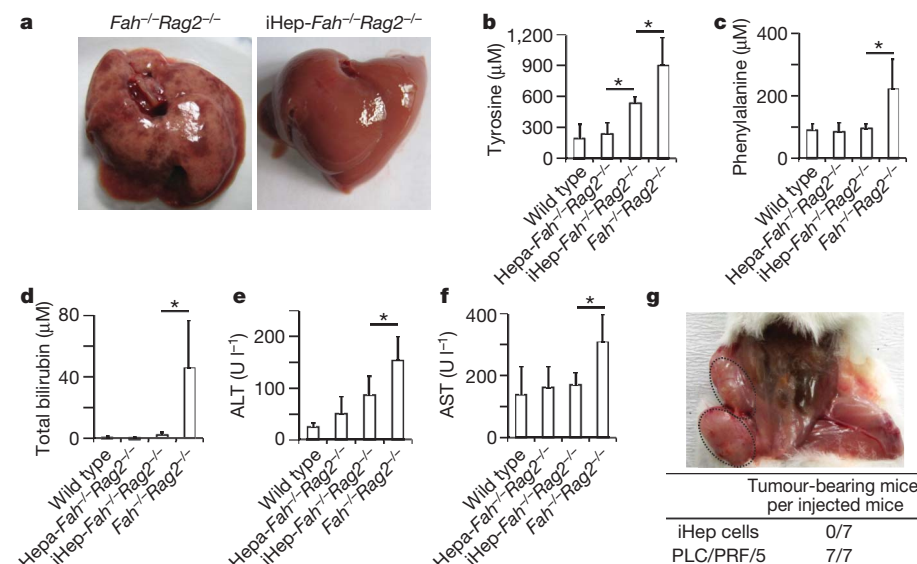 a
Fah⁻/⁻Rag2⁻/⁻
iHep-Fah⁻/⁻Rag2⁻/⁻
b
Tyrosine (μM)
1,200
900
600
300
0
*
*
Wild type
Hepa-Fah⁻/⁻Rag2⁻/⁻
iHep-Fah⁻/⁻Rag2⁻/⁻
Fah⁻/⁻Rag2⁻/⁻
c
Phenylalanine (μM)
400
200
0
*
Wild type
Hepa-Fah⁻/⁻Rag2⁻/⁻
iHep-Fah⁻/⁻Rag2⁻/⁻
Fah⁻/⁻Rag2⁻/⁻
d
Total bilirubin (μM)
80
40
0
*
Wild type
Hepa-Fah⁻/⁻Rag2⁻/⁻
iHep-Fah⁻/⁻Rag2⁻/⁻
Fah⁻/⁻Rag2⁻/⁻
e
ALT (U l⁻¹)
200
100
0
*
Wild type
Hepa-Fah⁻/⁻Rag2⁻/⁻
iHep-Fah⁻/⁻Rag2⁻/⁻
Fah⁻/⁻Rag2⁻/⁻
f
AST (U l⁻¹)
400
200
0
*
Wild type
Hepa-Fah⁻/⁻Rag2⁻/⁻
iHep-Fah⁻/⁻Rag2⁻/⁻
Fah⁻/⁻Rag2⁻/⁻
g
Tumour-bearing mice
per injected mice
iHep cells 0/7
PLC/PRF/5 7/7